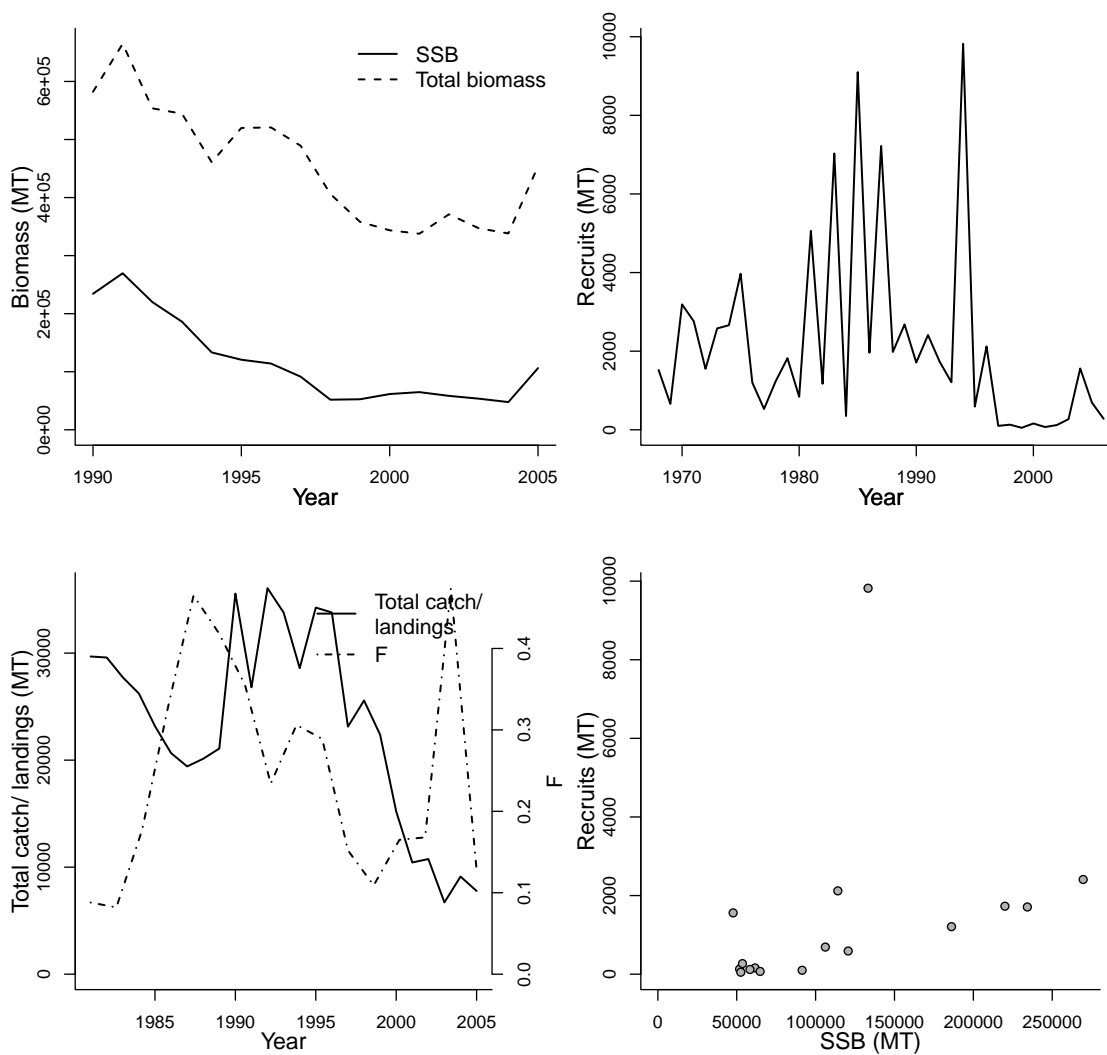 SSB
Total biomass
Biomass (MT)
0e+00
2e+05
4e+05
6e+05
1990
1995
2000
2005
Year
Recruits (MT)
0
2000
4000
6000
8000
10000
1970
1980
1990
2000
Year
Total catch/
landings
F
Total catch/ landings (MT)
0
10000
20000
30000
F
0.0
0.1
0.2
0.3
0.4
1985
1990
1995
2000
2005
Year
Recruits (MT)
0
2000
4000
6000
8000
10000
0
50000
100000
150000
200000
250000
SSB (MT)